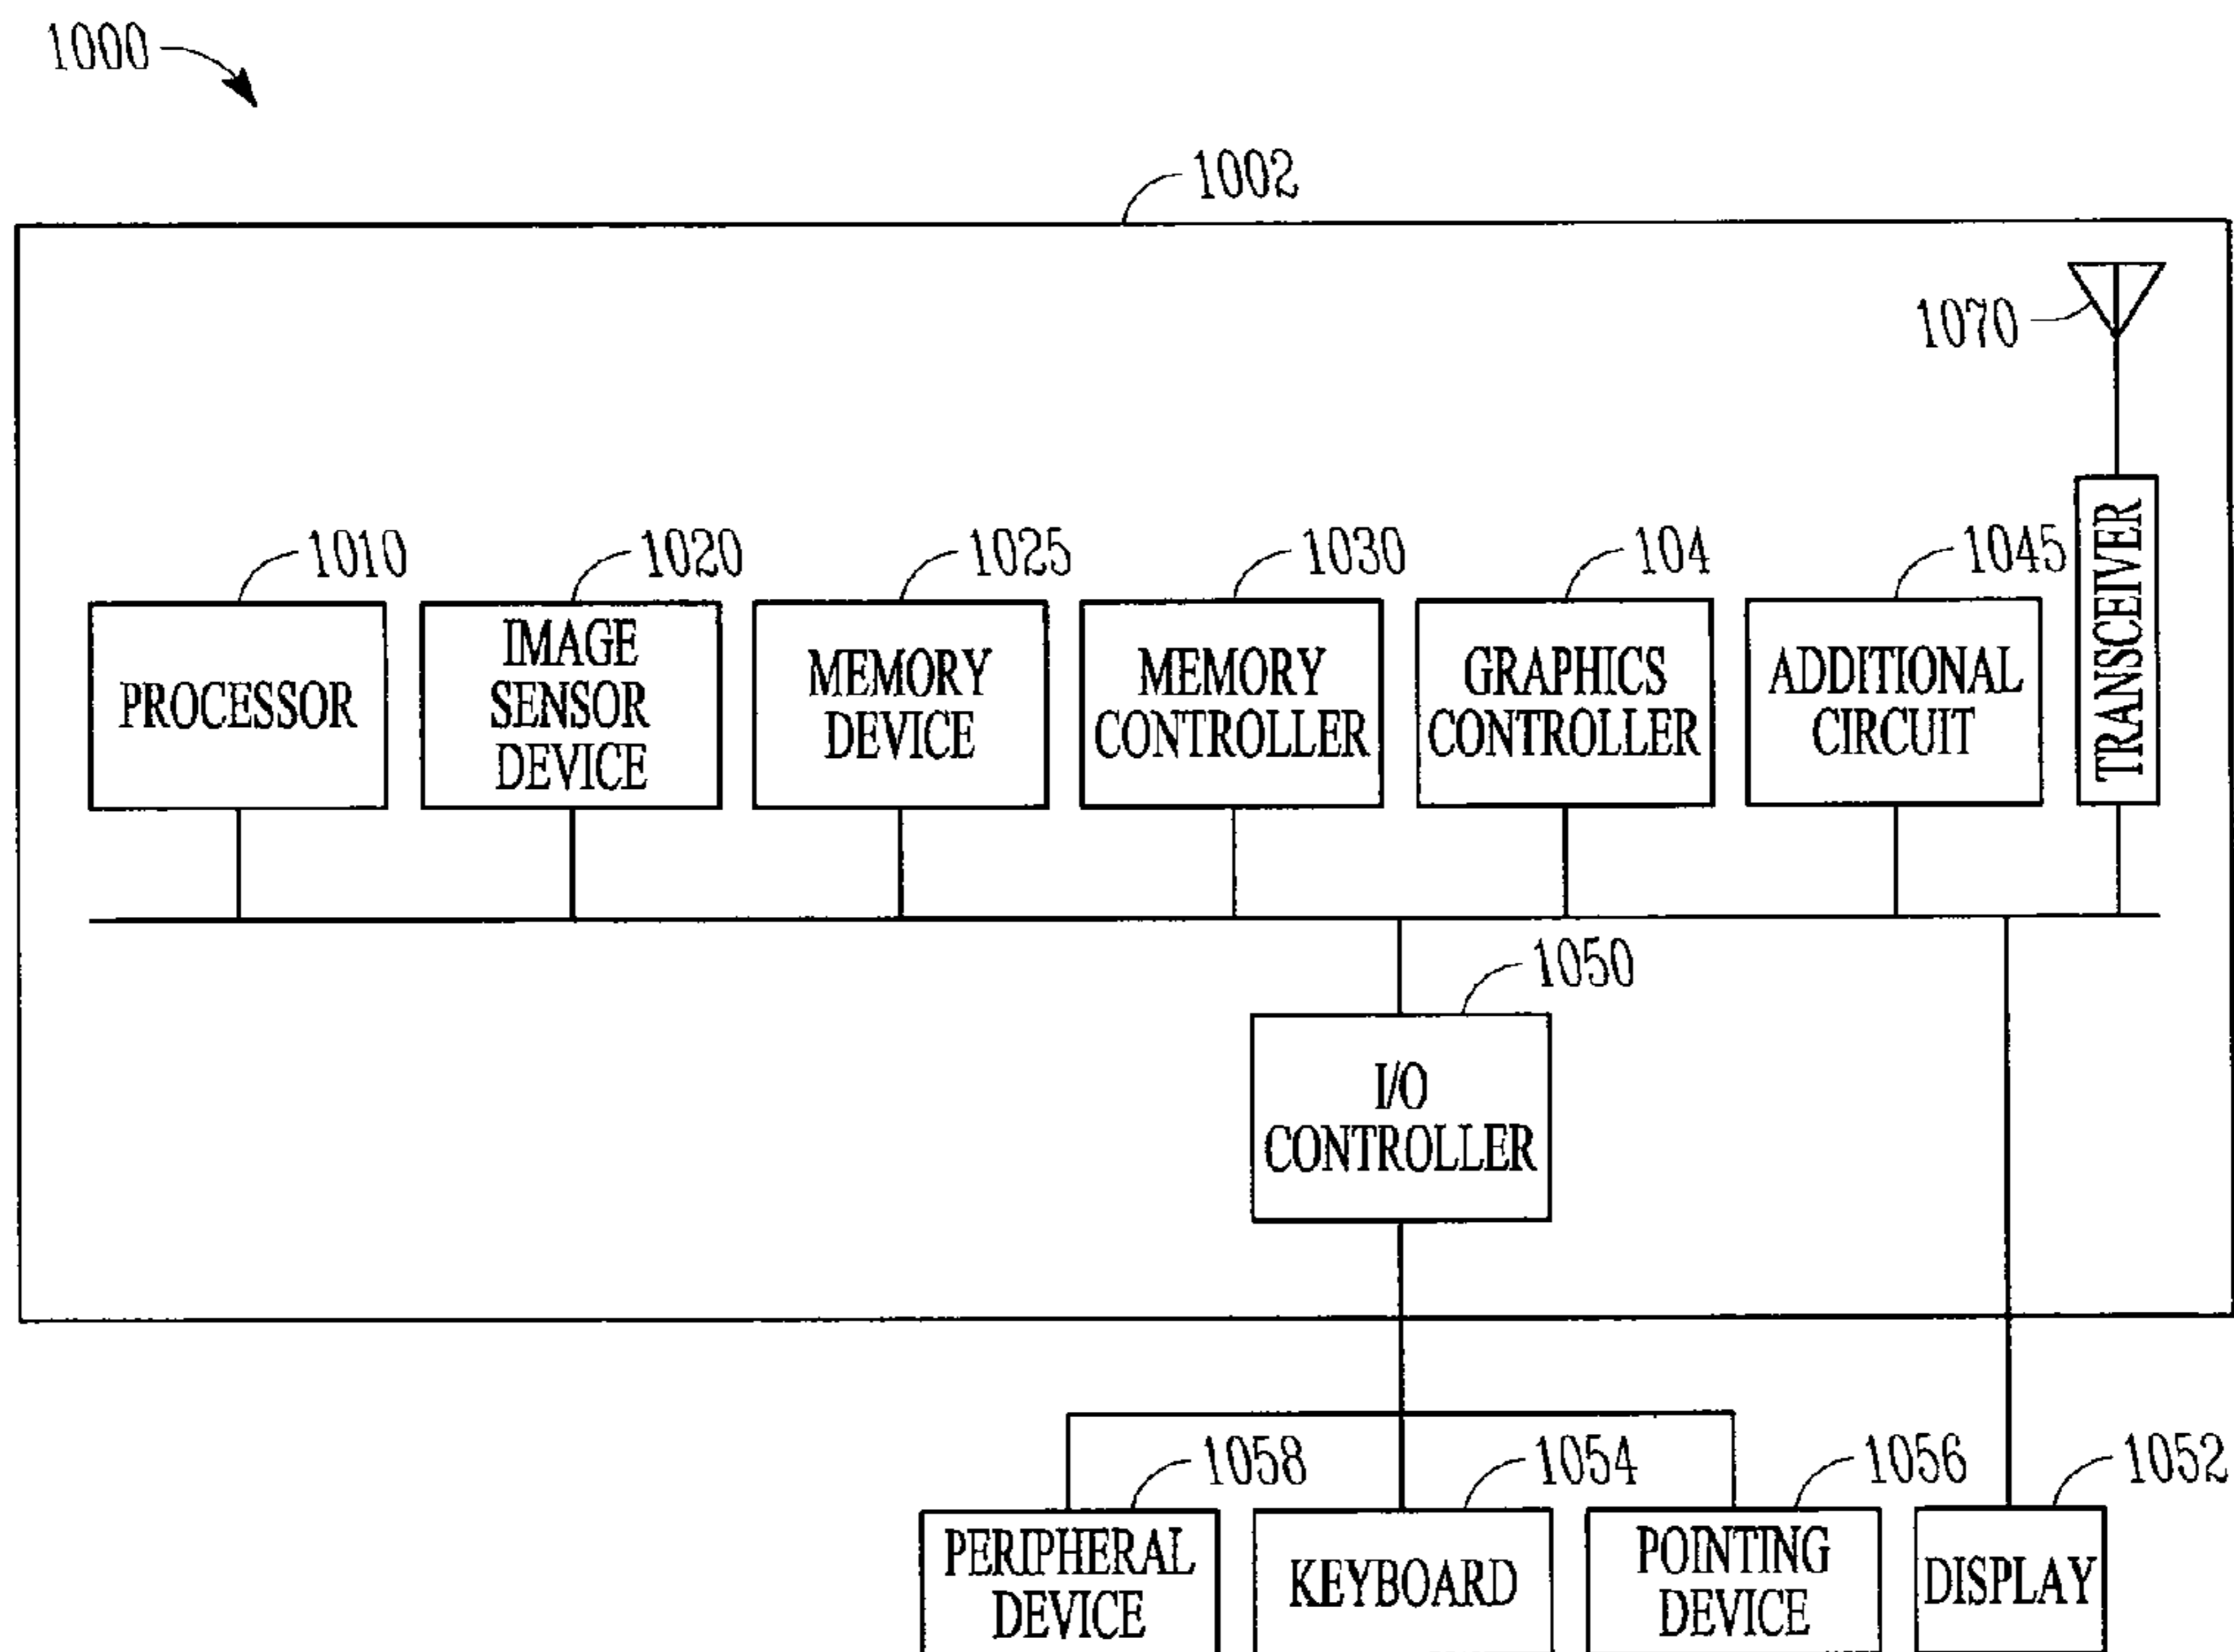 1000
1002
1070
1010
1020
1025
1030
104
1045
PROCESSOR
IMAGE
SENSOR
DEVICE
MEMORY
DEVICE
MEMORY
CONTROLLER
GRAPHICS
CONTROLLER
ADDITIONAL
CIRCUIT
TRANSCEIVER
1050
I/O
CONTROLLER
1058
1054
1056
1052
PERIPHERAL
DEVICE
KEYBOARD
POINTING
DEVICE
DISPLAY